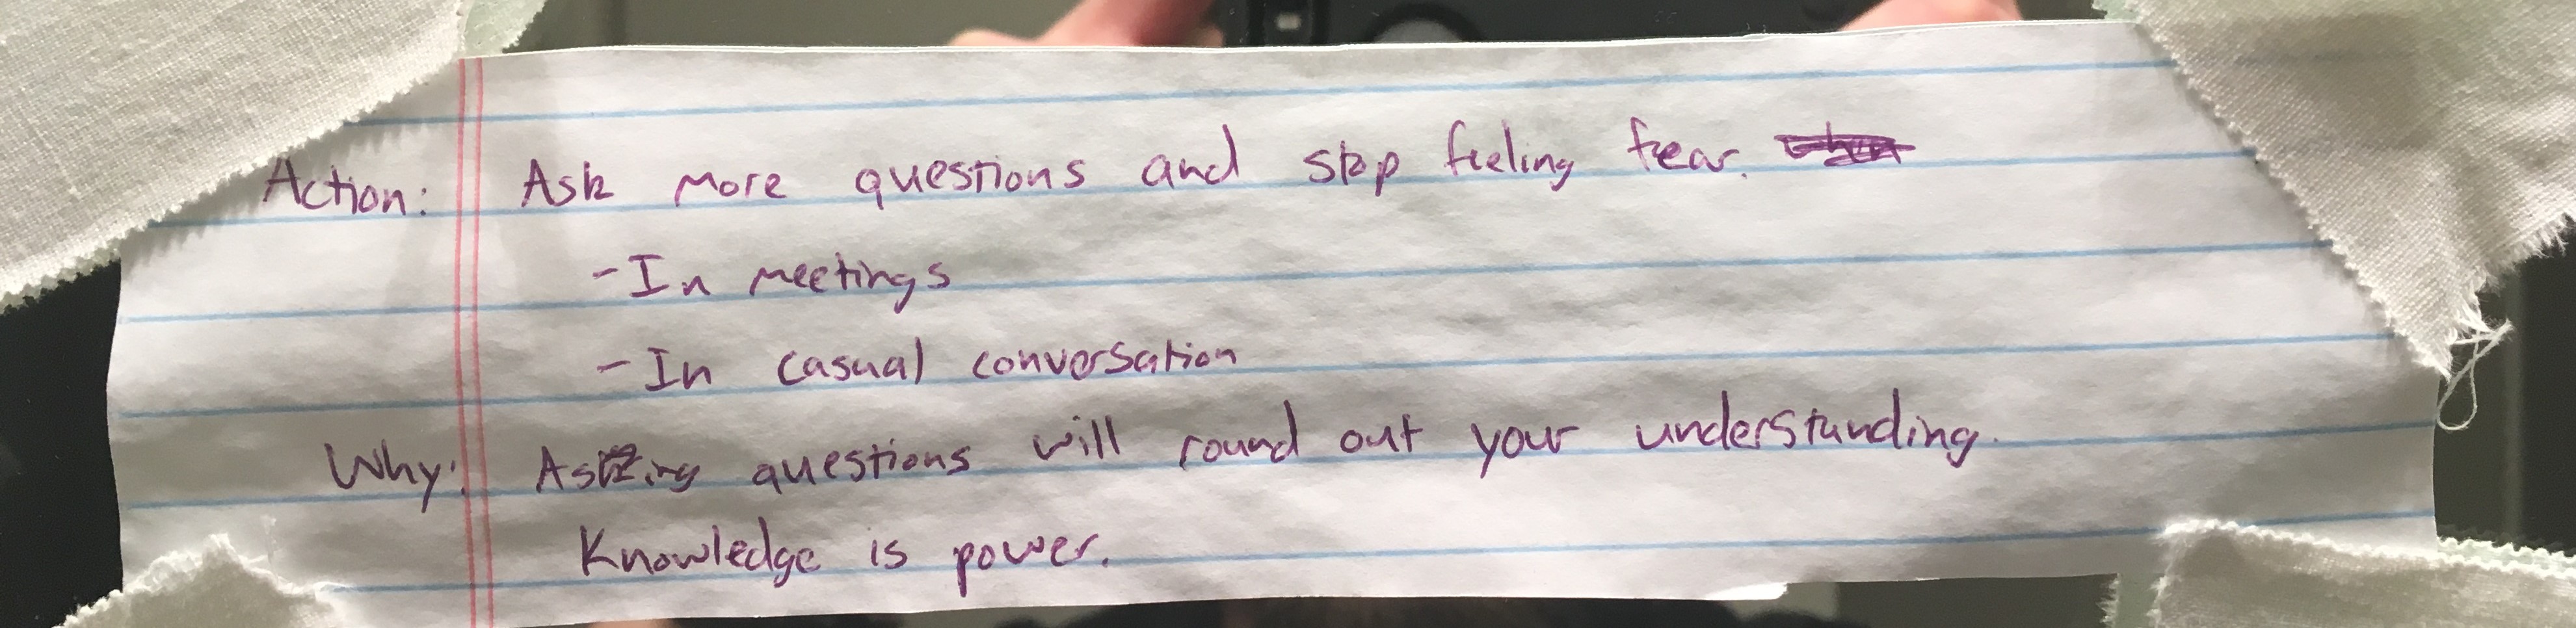 Action: Ask more questions and stop feeling fear.
-In meetings
-In casual conversation
Why: Asking questions will round out your understanding.
Knowledge is power.